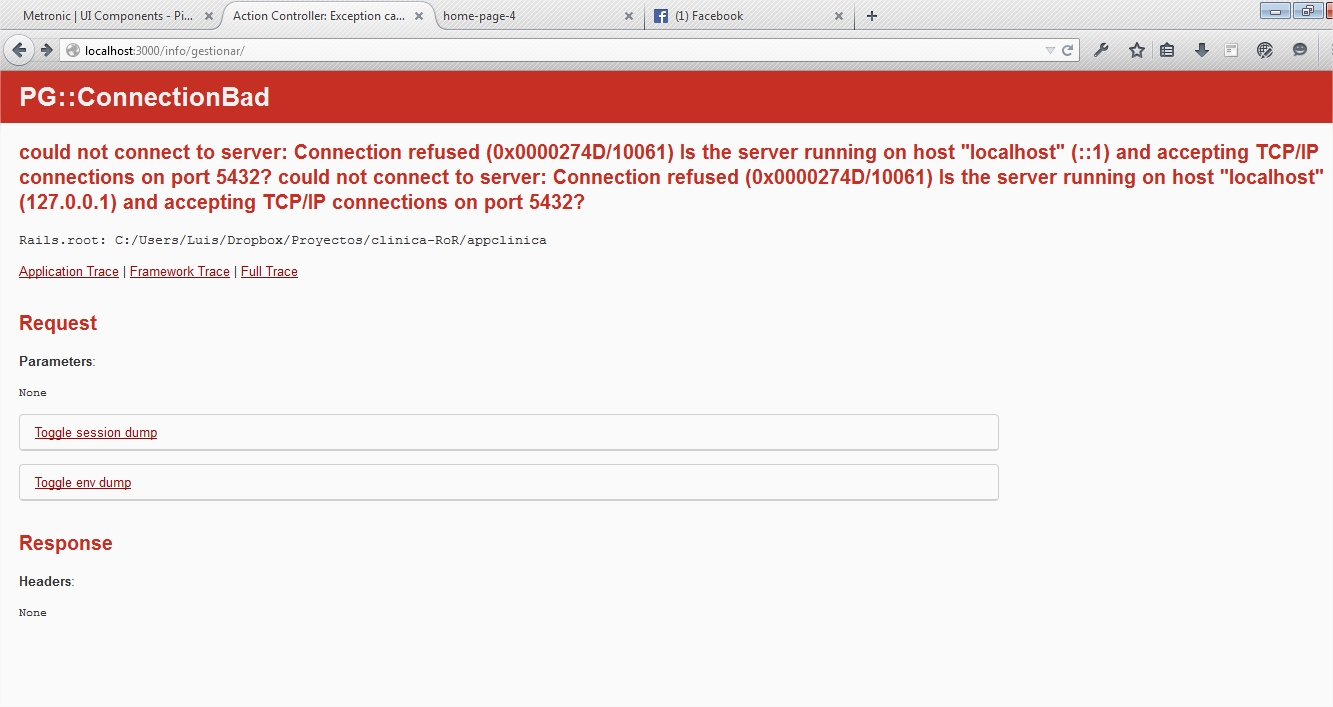 Metronic | UI Components - Pi...
Action Controller: Exception ca...
home-page-4
(1) Facebook
localhost:3000/info/gestionar/
PG::ConnectionBad
could not connect to server: Connection refused (0x0000274D/10061) Is the server running on host "localhost" (::1) and accepting TCP/IP
connections on port 5432? could not connect to server: Connection refused (0x0000274D/10061) Is the server running on host "localhost"
(127.0.0.1) and accepting TCP/IP connections on port 5432?
Rails.root: C:/Users/Luis/Dropbox/Proyectos/clinica-RoR/appclinica
Application Trace | Framework Trace | Full Trace
Request
Parameters:
None
Toggle session dump
Toggle env dump
Response
Headers:
None